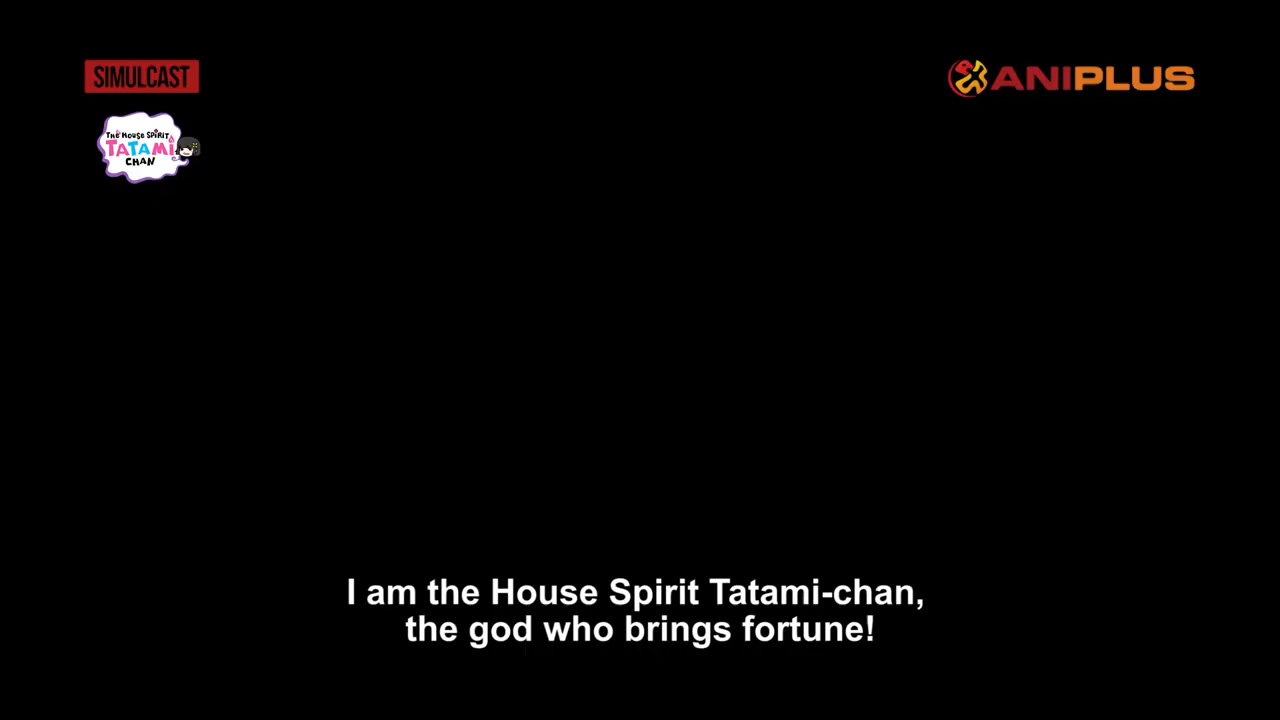 SIMULCAST
ANIPLUS
THE HOUSE SPIRIT
TATAMI
CHAN
I am the House Spirit Tatami-chan,
the god who brings fortune!